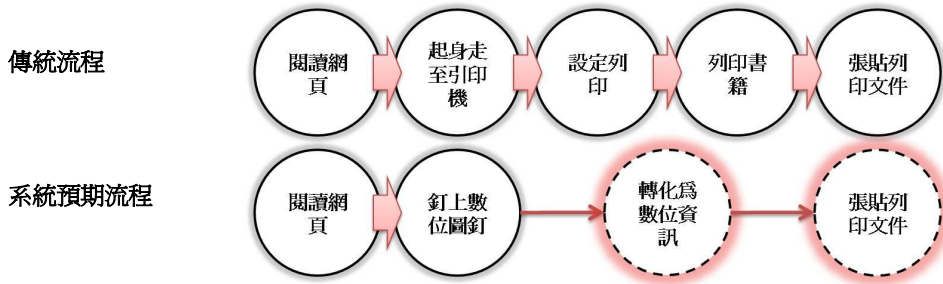 傳統流程
閱讀網
頁
起身走
至引印
機
設定列
印
列印書
籍
張貼列
印文件
系統預期流程
閱讀網
頁
釘上數
位圖釘
轉化為
數位資
訊
張貼列
印文件